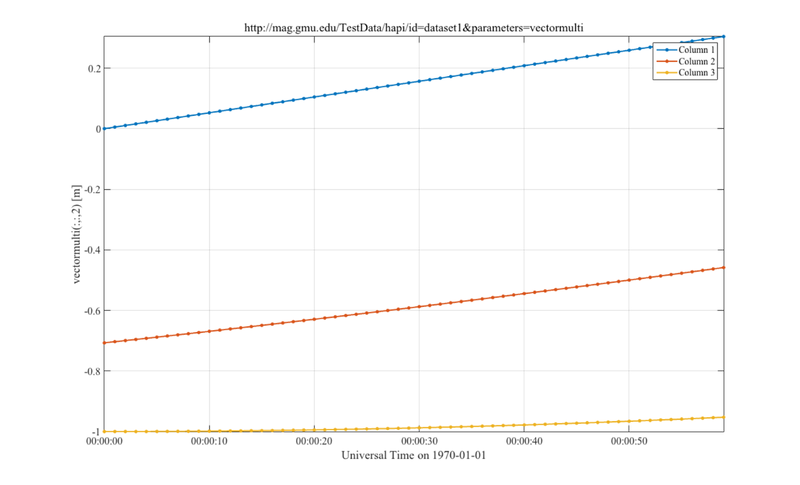 http://mag.gmu.edu/TestData/hapi/id=dataset1&parameters=vectormulti
Column 1
Column 2
Column 3
0.2
0
-0.2
-0.4
-0.6
-0.8
-1
vectormulti(:,:,2) [m]
00:00:00
00:00:10
00:00:20
00:00:30
00:00:40
00:00:50
Universal Time on 1970-01-01